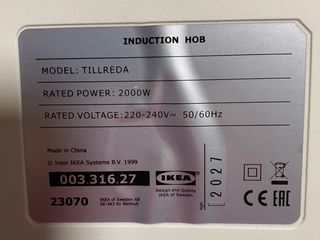 INDUCTION HOB
MODEL: TILLREDA
RATED POWER: 2000W
RATED VOLTAGE:220-240V~ 50/60Hz
Made in China
© Inter IKEA Systems B.V. 1999
003.316.27
23070
IKEA of Sweden AB
SE-343 81 Älmhult
IKEA
Design and Quality
IKEA of Sweden
2027
CE EAC